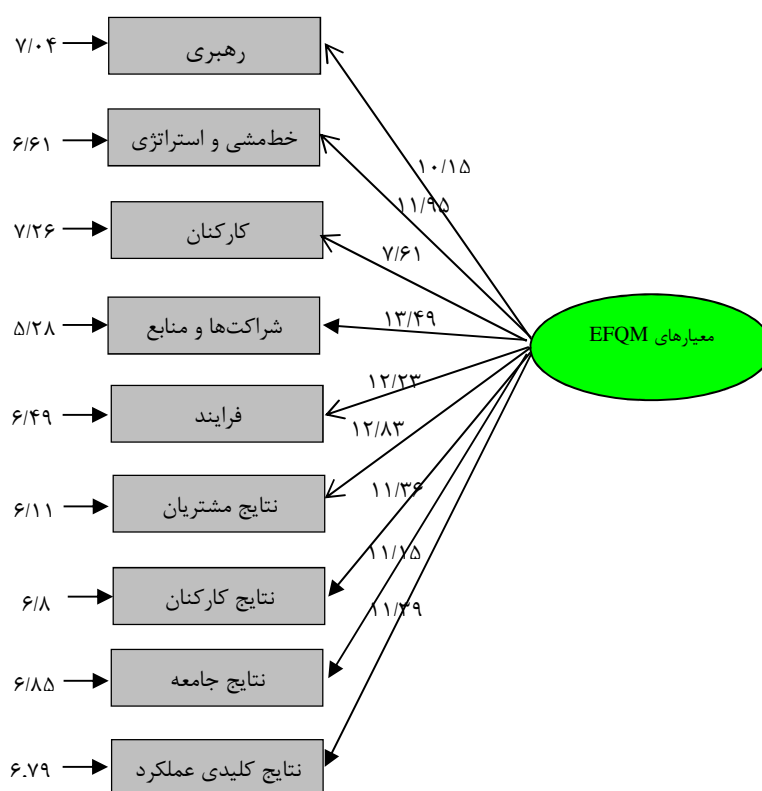 ۷/۰۴
رهبری
۶/۶۱
خط‌مشی و استراتژی
۱۰/۱۵
۱۱/۹۵
۷/۲۶
کارکنان
۷/۶۱
۵/۲۸
شراکت‌ها و منابع
۱۳/۴۹
معیارهای EFQM
۱۲/۲۳
۶/۴۹
فرایند
۱۲/۸۳
۶/۱۱
نتایج مشتریان
۱۱/۳۶
۱۱/۱۵
۶/۸
نتایج کارکنان
۱۱/۳۹
۶/۸۵
نتایج جامعه
۶.۷۹
نتایج کلیدی عملکرد